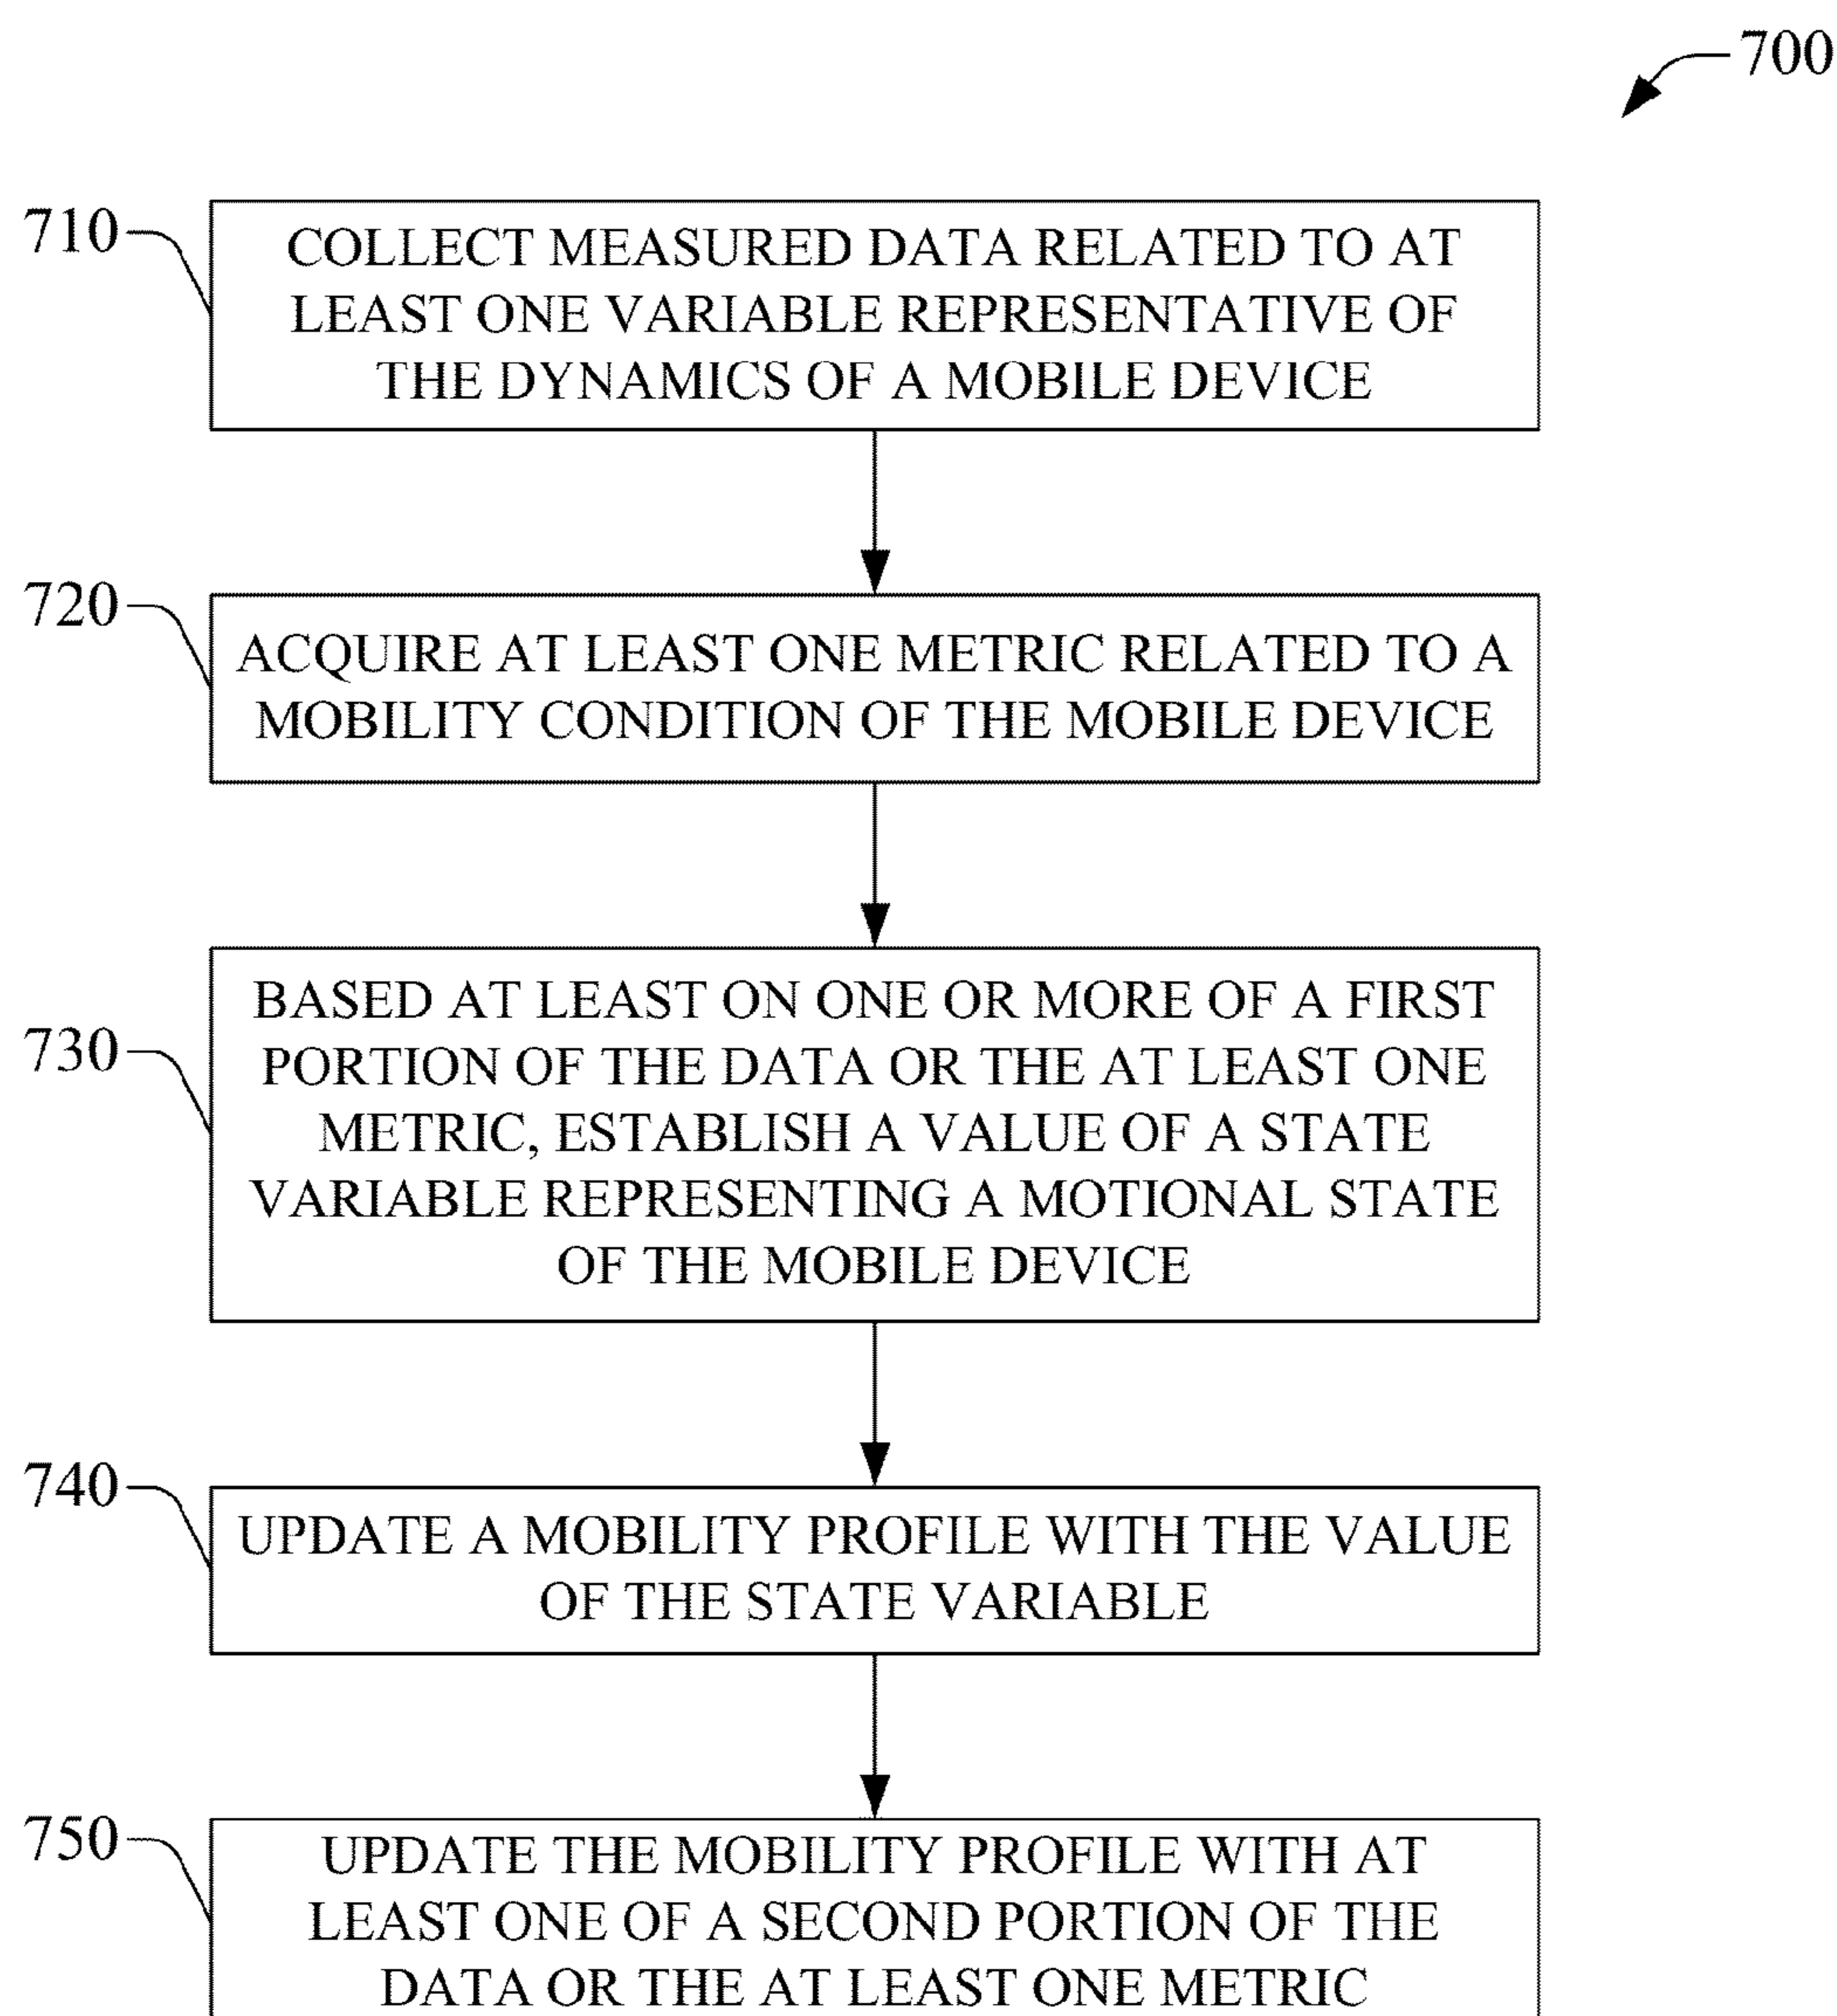 700
710
COLLECT MEASURED DATA RELATED TO AT
LEAST ONE VARIABLE REPRESENTATIVE OF
THE DYNAMICS OF A MOBILE DEVICE
720
ACQUIRE AT LEAST ONE METRIC RELATED TO A
MOBILITY CONDITION OF THE MOBILE DEVICE
730
BASED AT LEAST ON ONE OR MORE OF A FIRST
PORTION OF THE DATA OR THE AT LEAST ONE
METRIC, ESTABLISH A VALUE OF A STATE
VARIABLE REPRESENTING A MOTIONAL STATE
OF THE MOBILE DEVICE
740
UPDATE A MOBILITY PROFILE WITH THE VALUE
OF THE STATE VARIABLE
750
UPDATE THE MOBILITY PROFILE WITH AT
LEAST ONE OF A SECOND PORTION OF THE
DATA OR THE AT LEAST ONE METRIC